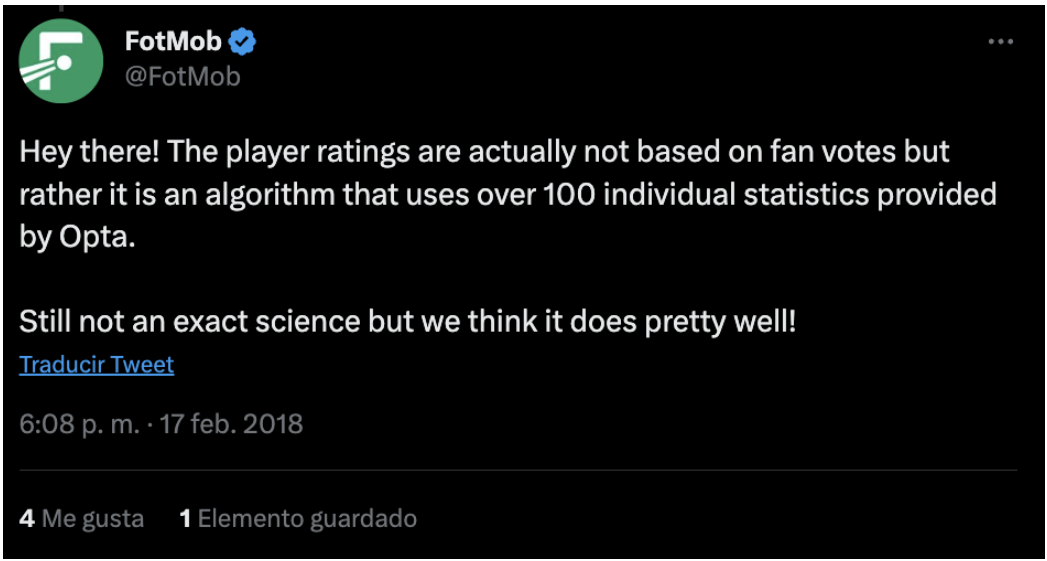 FotMob
@FotMob
Hey there! The player ratings are actually not based on fan votes but
rather it is an algorithm that uses over 100 individual statistics provided
by Opta.
Still not an exact science but we think it does pretty well!
Traducir Tweet
6:08 p. m. · 17 feb. 2018
4 Me gusta 1 Elemento guardado